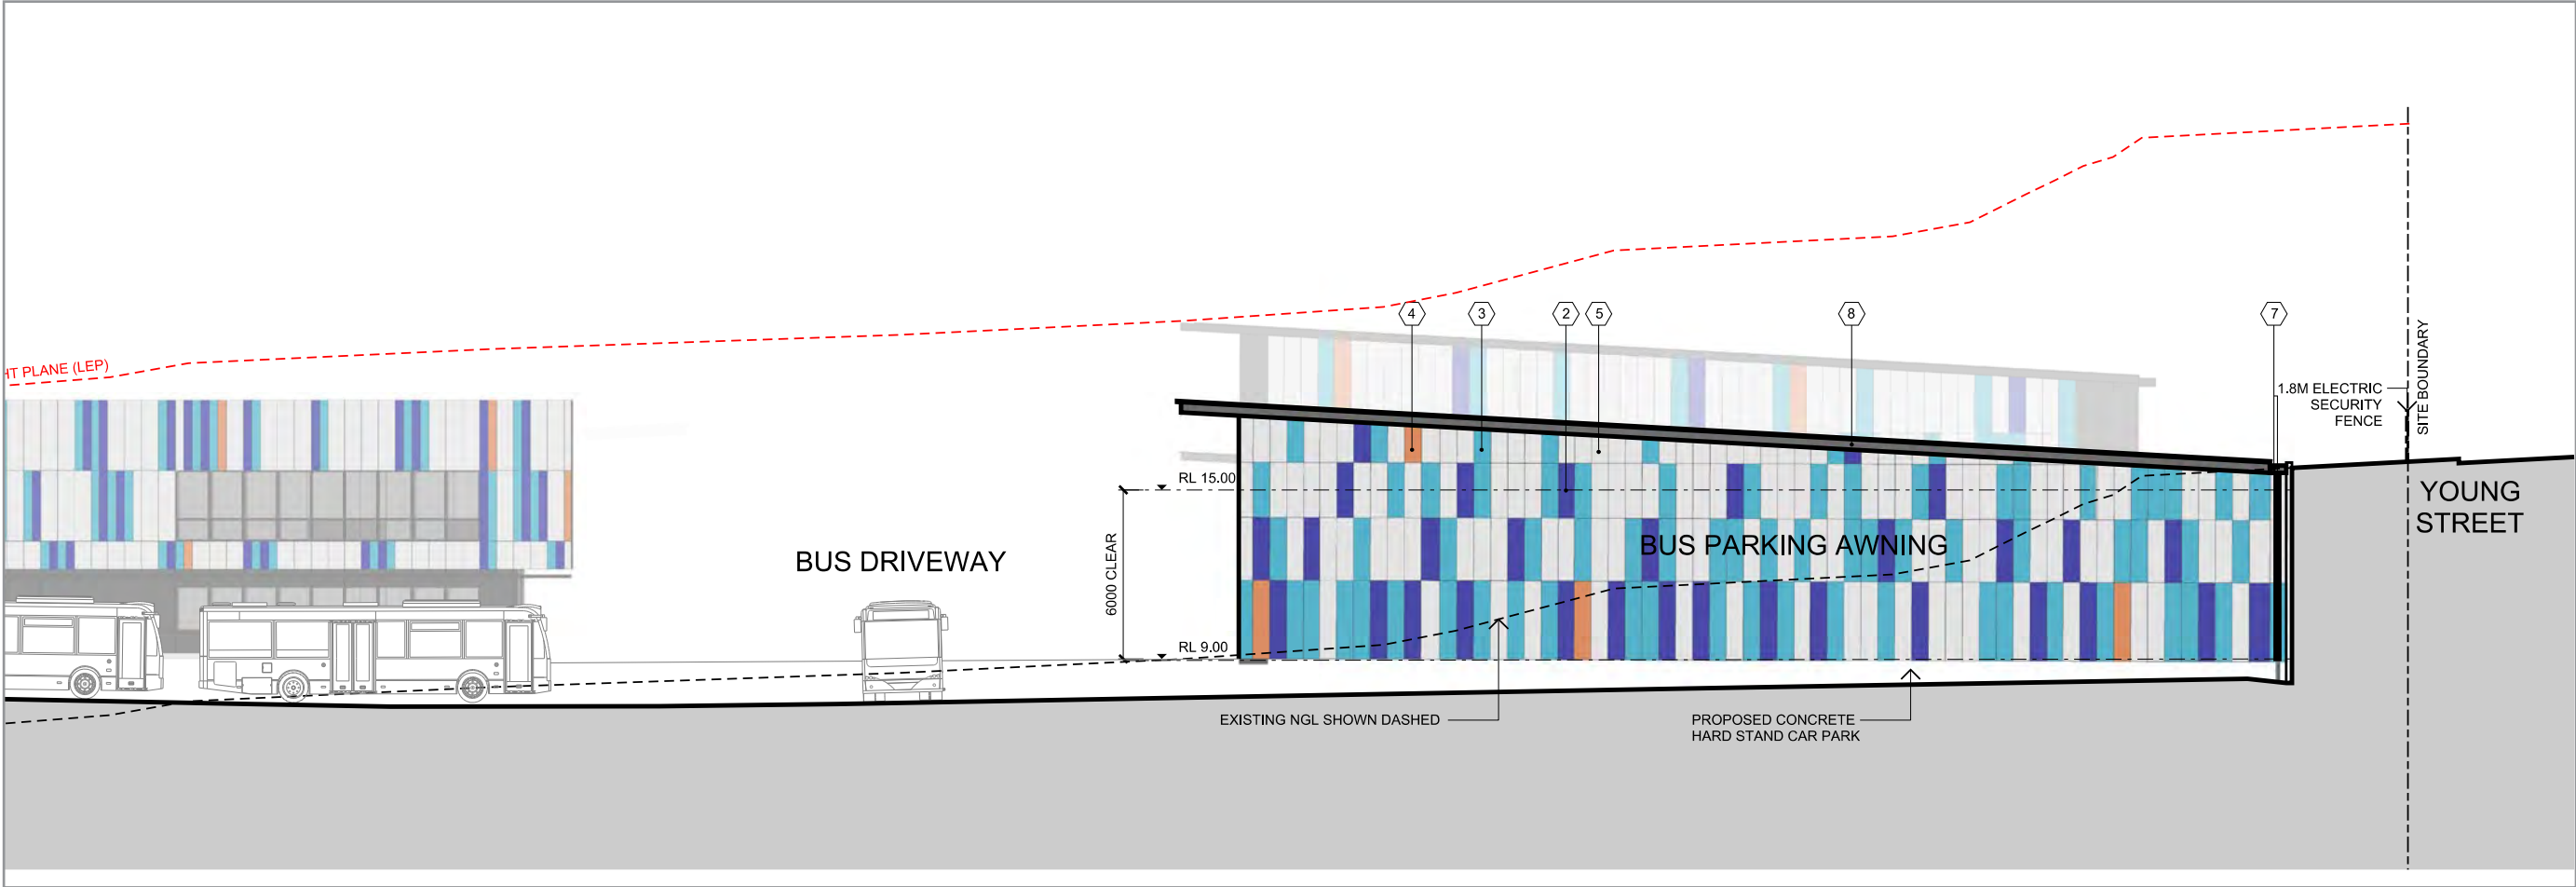 HT PLANE (LEP)
4
3
2
5
8
7
1.8M ELECTRIC
SECURITY
FENCE
SITE BOUNDARY
RL 15.00
YOUNG
STREET
6000 CLEAR
BUS DRIVEWAY
BUS PARKING AWNING
RL 9.00
EXISTING NGL SHOWN DASHED
PROPOSED CONCRETE
HARD STAND CAR PARK